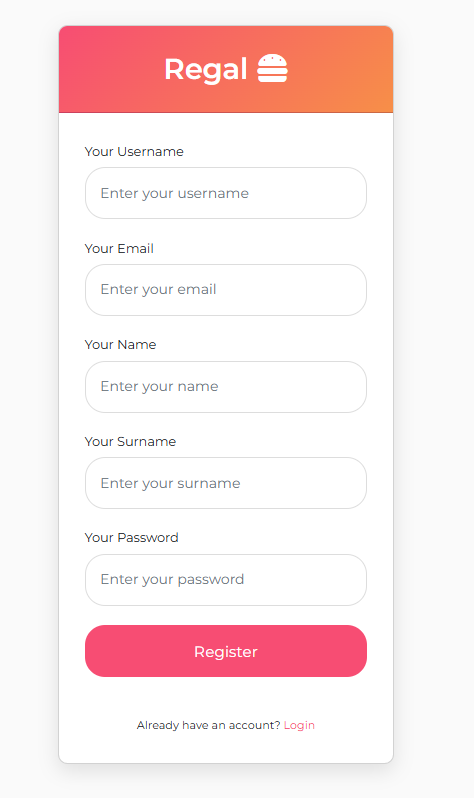 Regal
Your Username
Enter your username
Your Email
Enter your email
Your Name
Enter your name
Your Surname
Enter your surname
Your Password
Enter your password
Register
Already have an account? Login